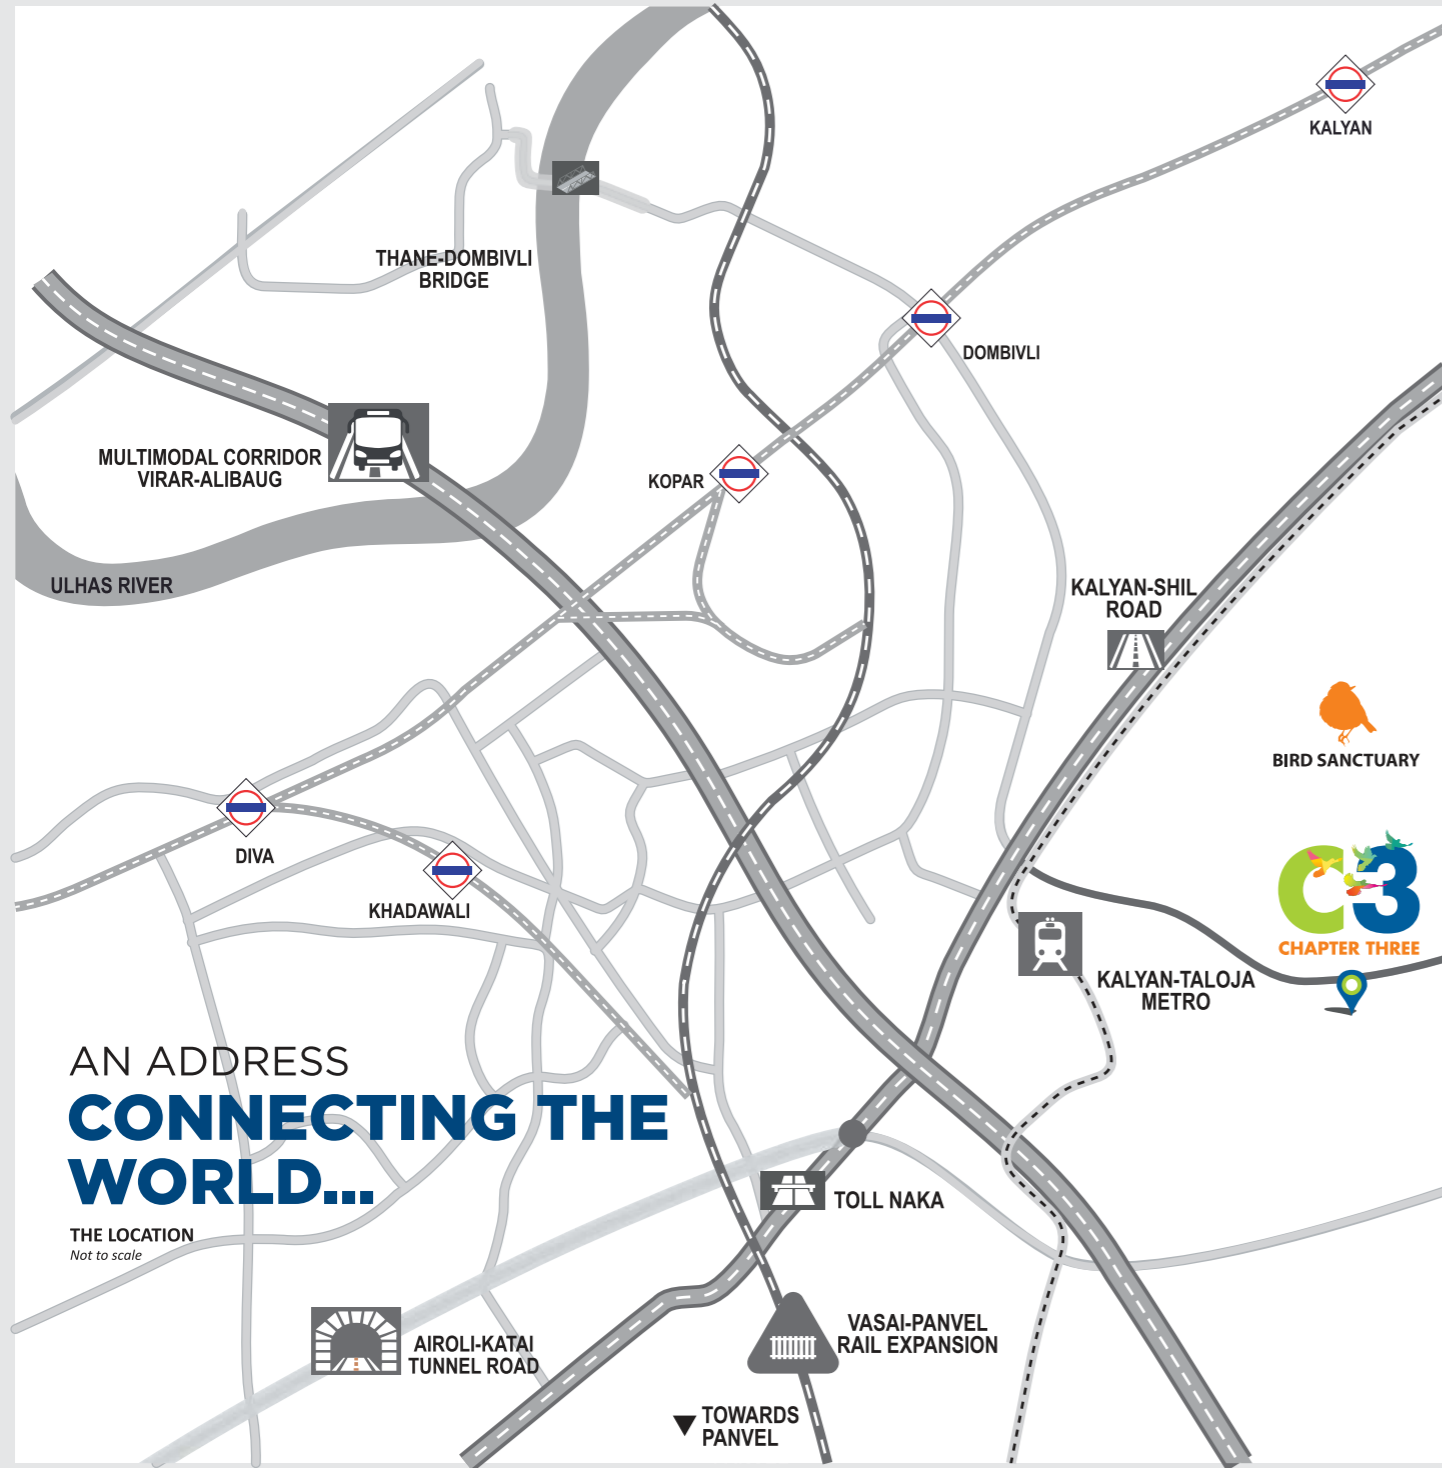 KALYAN
THANE-DOMBIVLI
BRIDGE
DOMBIVLI
MULTIMODAL CORRIDOR
VIRAR-ALIBAUG
KOPAR
ULHAS RIVER
KALYAN-SHIL
ROAD
BIRD SANCTUARY
DIVA
KHADAWALI
C3
CHAPTER THREE
KALYAN-TALOJA
METRO
AN ADDRESS
CONNECTING THE
WORLD...
THE LOCATION
Not to scale
TOLL NAKA
AIROLI-KATAI
TUNNEL ROAD
VASAI-PANVEL
RAIL EXPANSION
TOWARDS
PANVEL